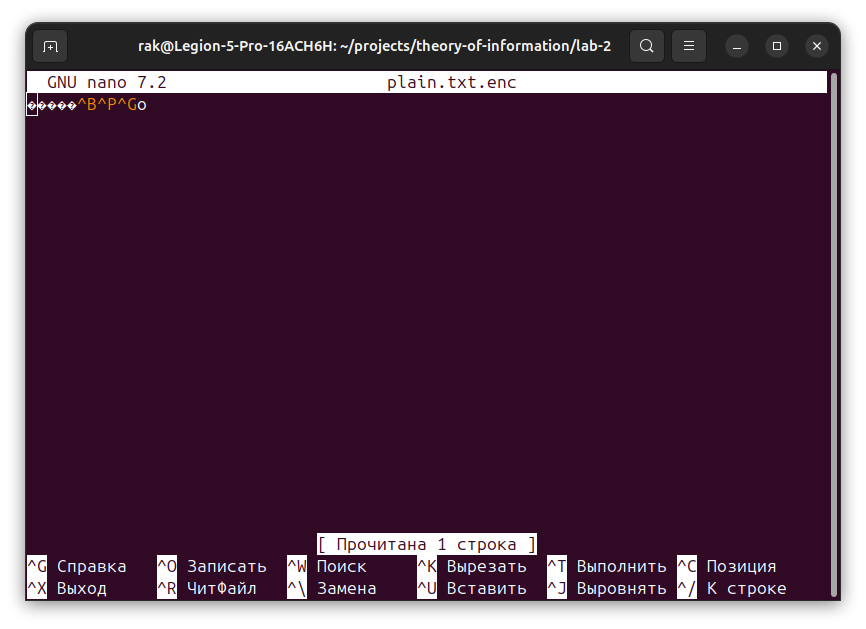 rak@Legion-5-Pro-16ACH6H: ~/projects/theory-of-information/lab-2
GNU nano 7.2 plain.txt.enc
�����^B^P^Go
[ Прочитана 1 строка ]
^G Справка ^O Записать ^W Поиск ^K Вырезать ^T Выполнить ^C Позиция
^X Выход ^R ЧитФайл ^\ Замена ^U Вставить ^J Выровнять ^/ К строке